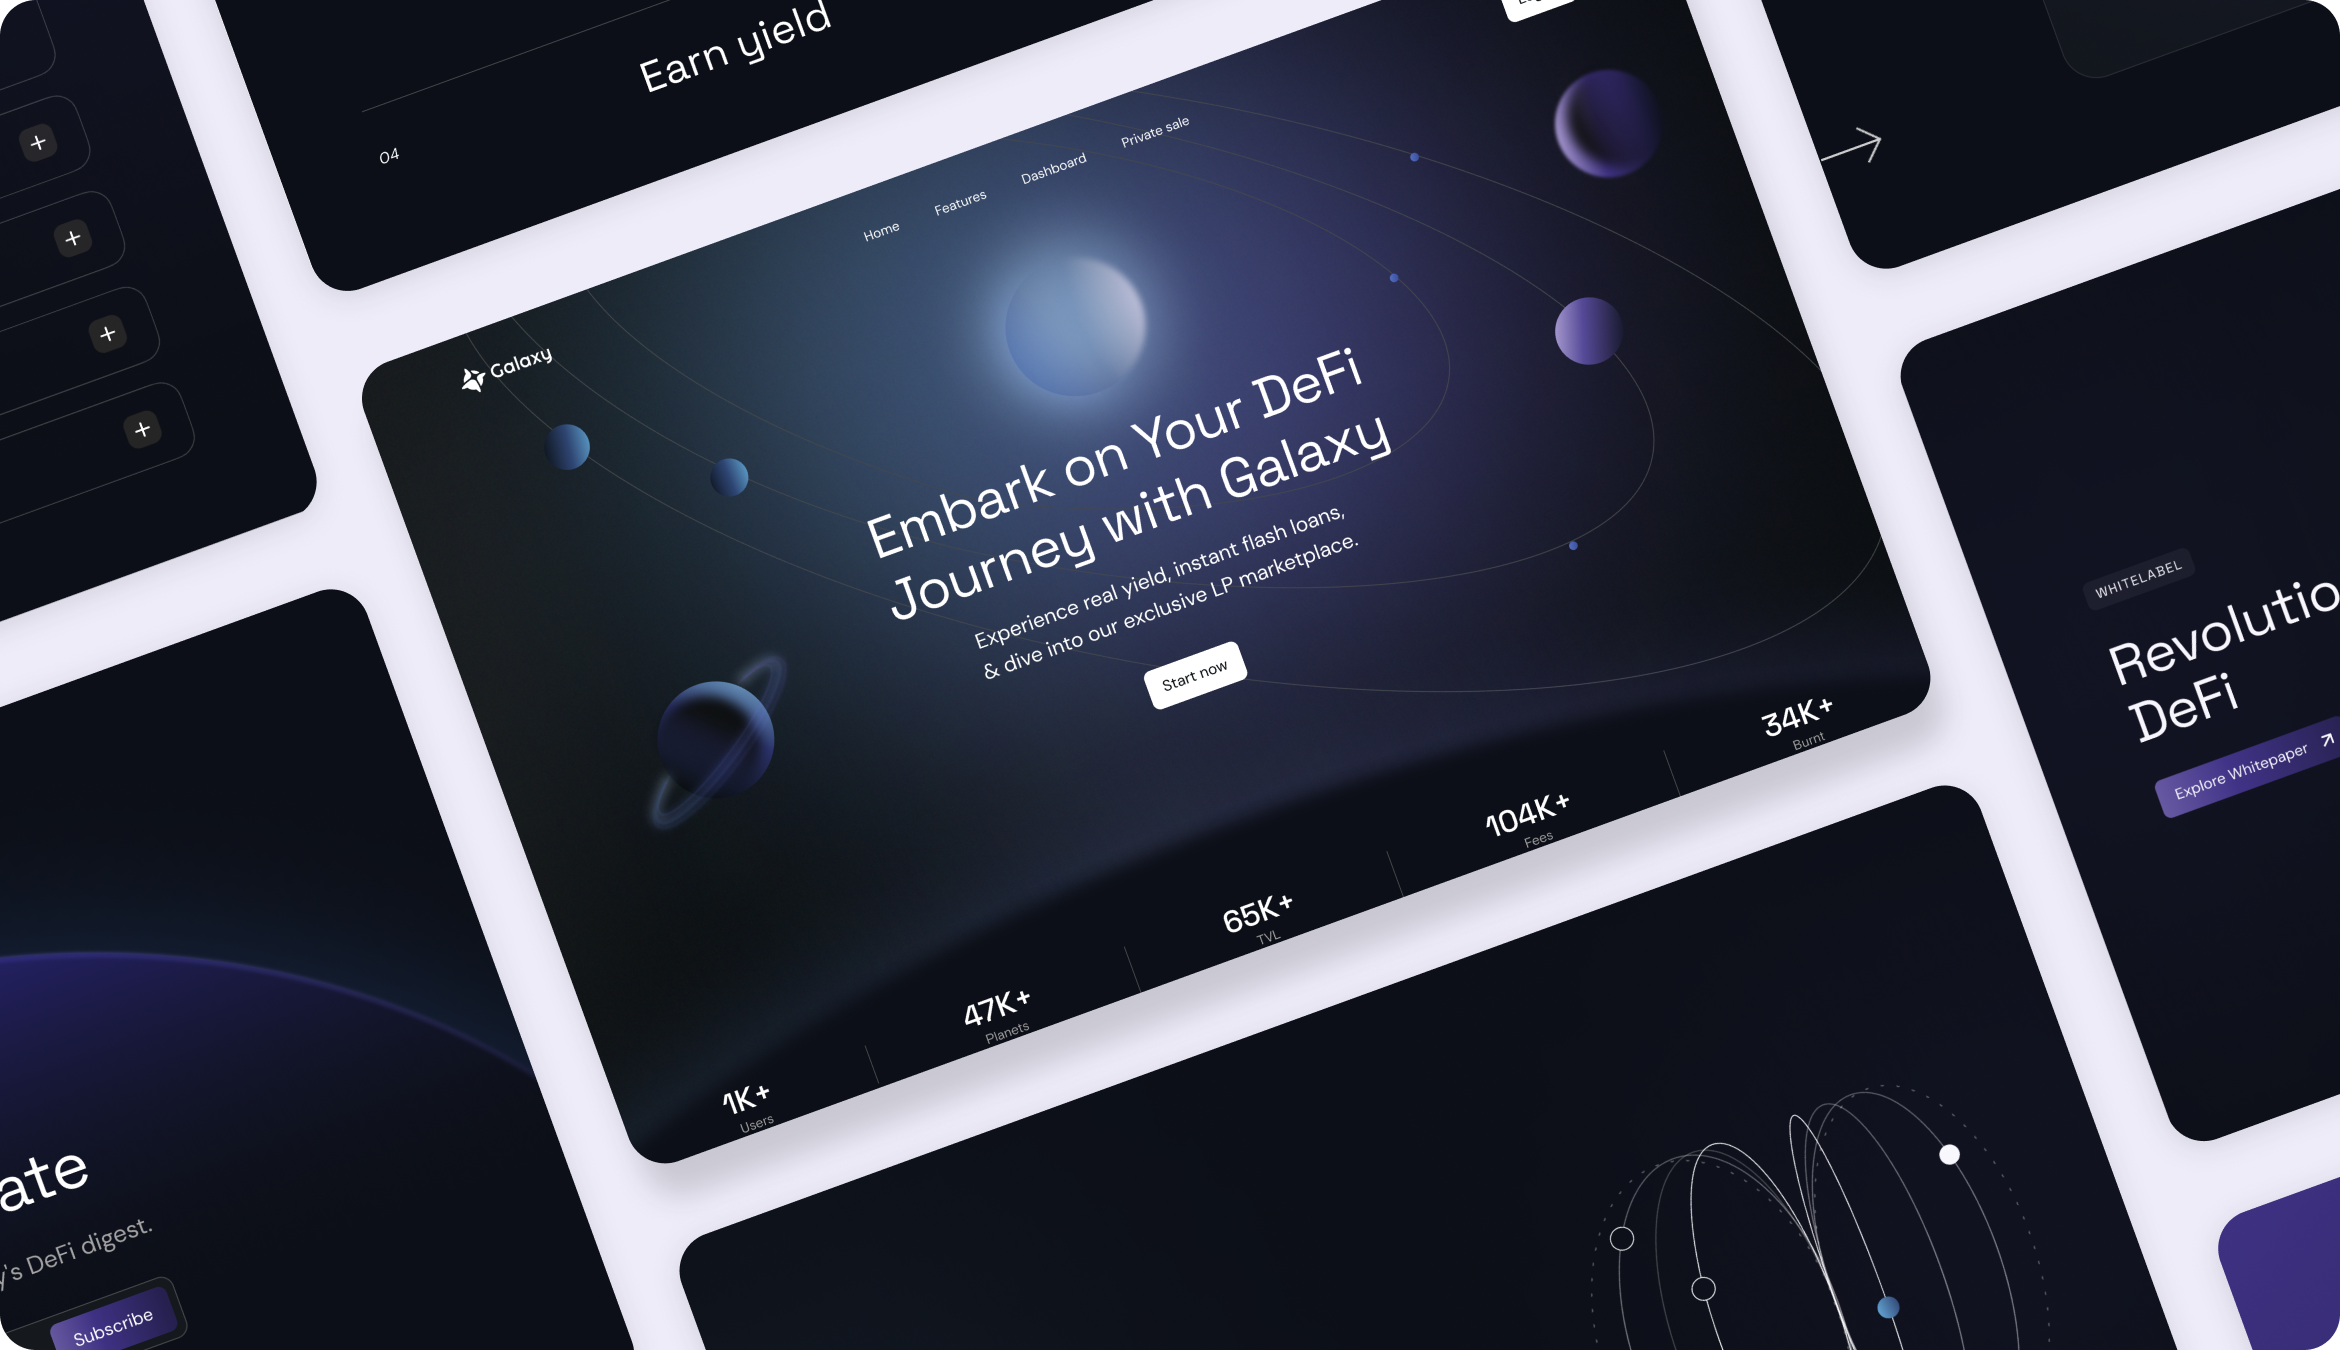 Earn yield
04
Home
Features
Dashboard
Private sale
Galaxy
Embark on Your DeFi
Journey with Galaxy
Experience real yield, instant flash loans,
& dive into our exclusive LP marketplace.
Start now
1K+
Users
47K+
Planets
65K+
TVL
104K+
Fees
34K+
Burnt
WHITELABEL
Revolutio
DeFi
Explore Whitepaper
ate
y's DeFi digest.
Subscribe